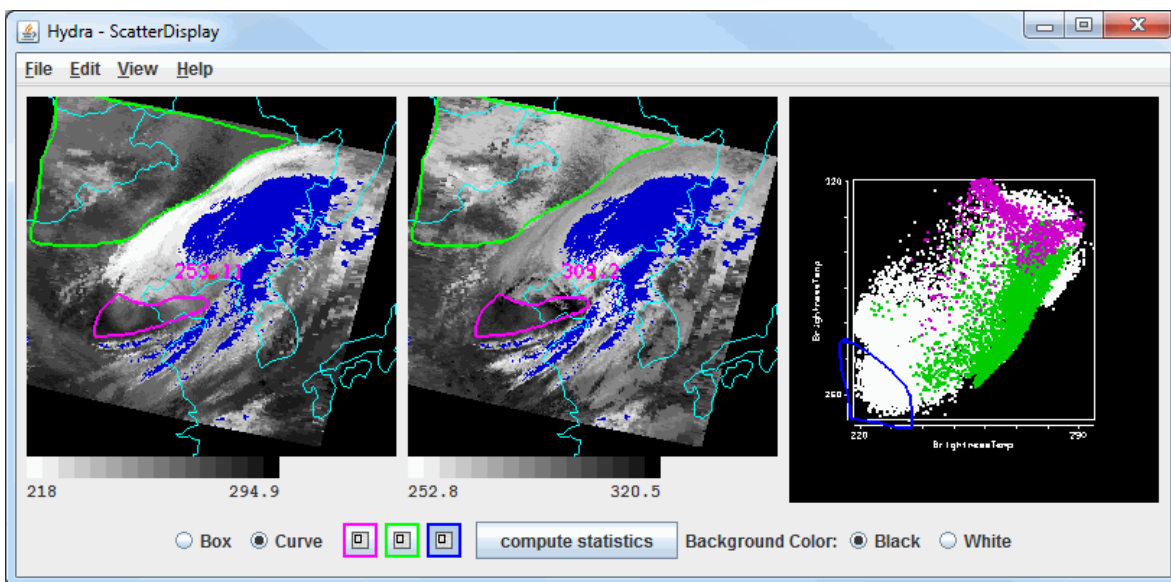 Hydra - ScatterDisplay
File Edit View Help
253.11
309.2
320
BrightnessTemp
260
220 290
BrightnessTemp
218 294.9
252.8 320.5
Box Curve compute statistics Background Color: Black White